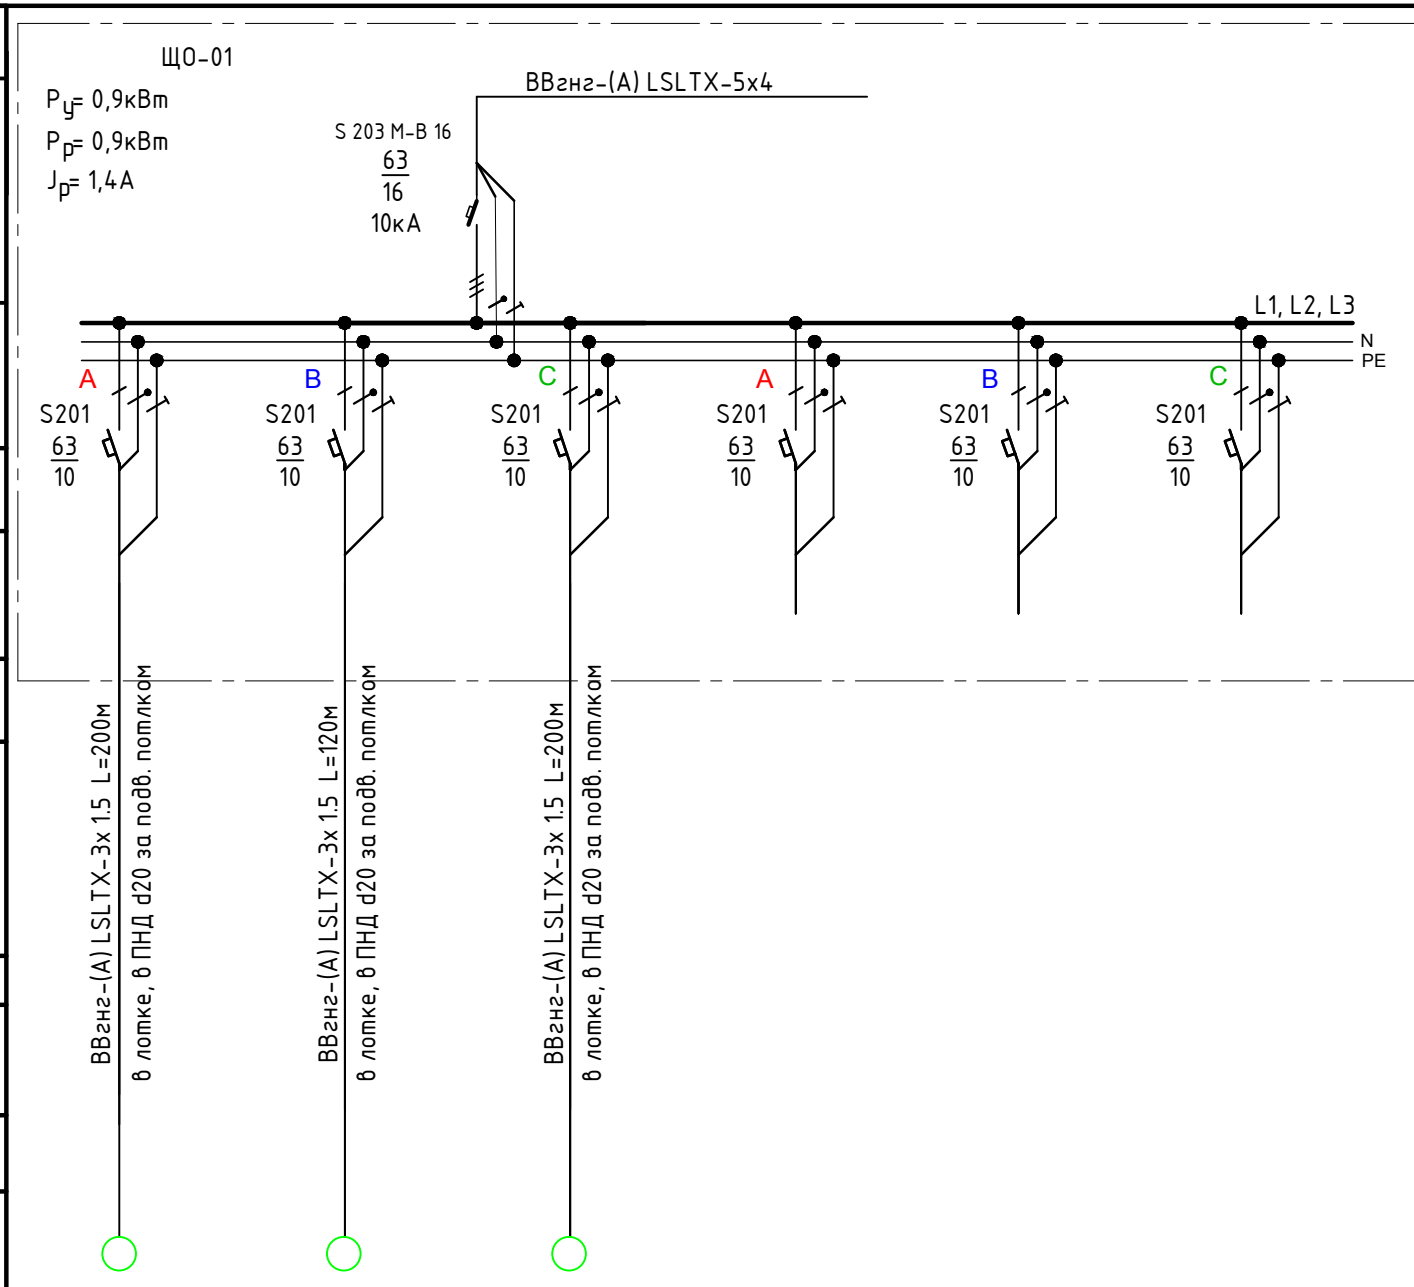 ЩО-01
ВВгнг-(А) LSLTX-5х4
Pу= 0,9кВт
Pр= 0,9кВт
Jр= 1,4А
S 203 M-B 16
63
16
10кА
L1, L2, L3
N
PE
A
B
C
A
B
C
S201
63
10
S201
63
10
S201
63
10
S201
63
10
S201
63
10
S201
63
10
ВВгнг-(А) LSLTX-3х 1.5 L=200м
в лотке, в ПНД d20 за подв. потлком
ВВгнг-(А) LSLTX-3х 1.5 L=120м
в лотке, в ПНД d20 за подв. потлком
ВВгнг-(А) LSLTX-3х 1.5 L=200м
в лотке, в ПНД d20 за подв. потлком